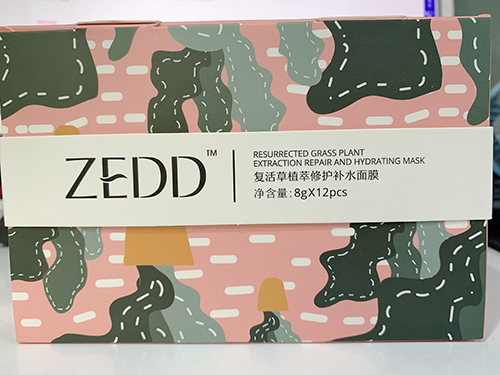 ZEDD™
RESURRECTED GRASS PLANT
EXTRACTION REPAIR AND HYDRATING MASK
复活草植萃修护补水面膜
净含量:8gX12pcs